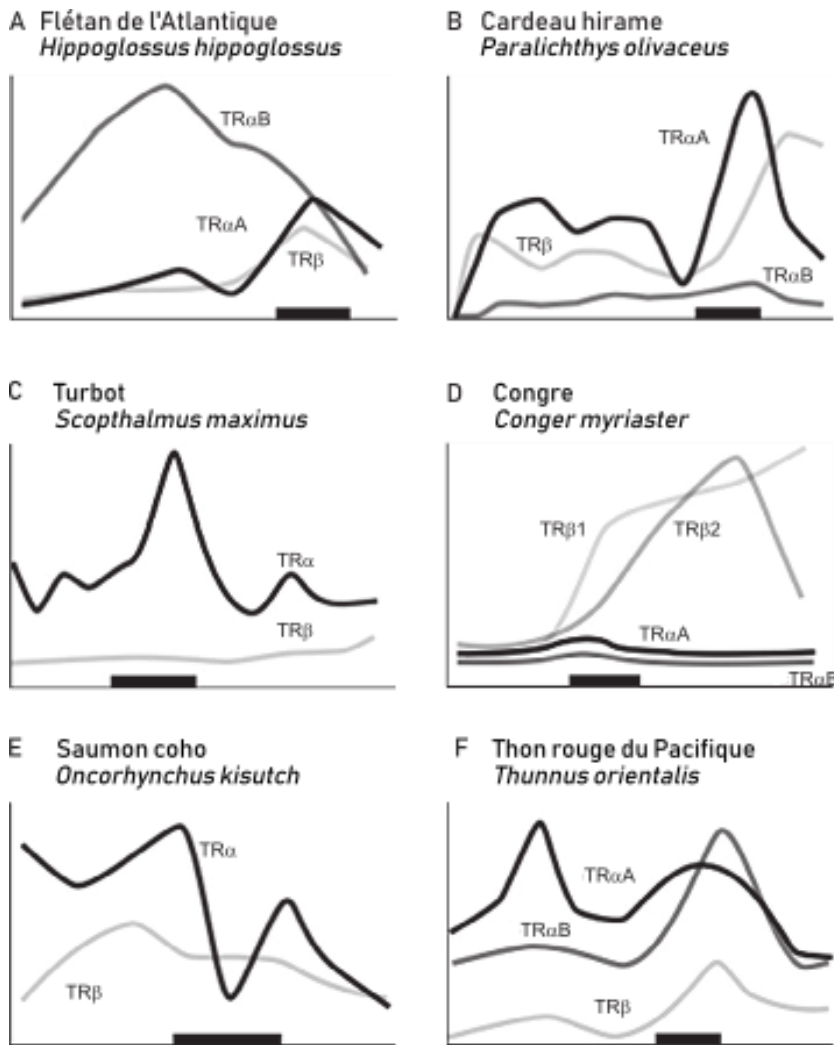 A Flétan de l'Atlantique
Hippoglossus hippoglossus
TRαB
TRαA
TRβ
B Cardeau hirame
Paralichthys olivaceus
TRαA
TRβ
TRαB
C Turbot
Scopthalmus maximus
TRα
TRβ
D Congre
Conger myriaster
TRβ1 TRβ2
TRαA
TRαB
E Saumon coho
Oncorhynchus kisutch
TRα
TRβ
F Thon rouge du Pacifique
Thunnus orientalis
TRαA
TRαB
TRβ